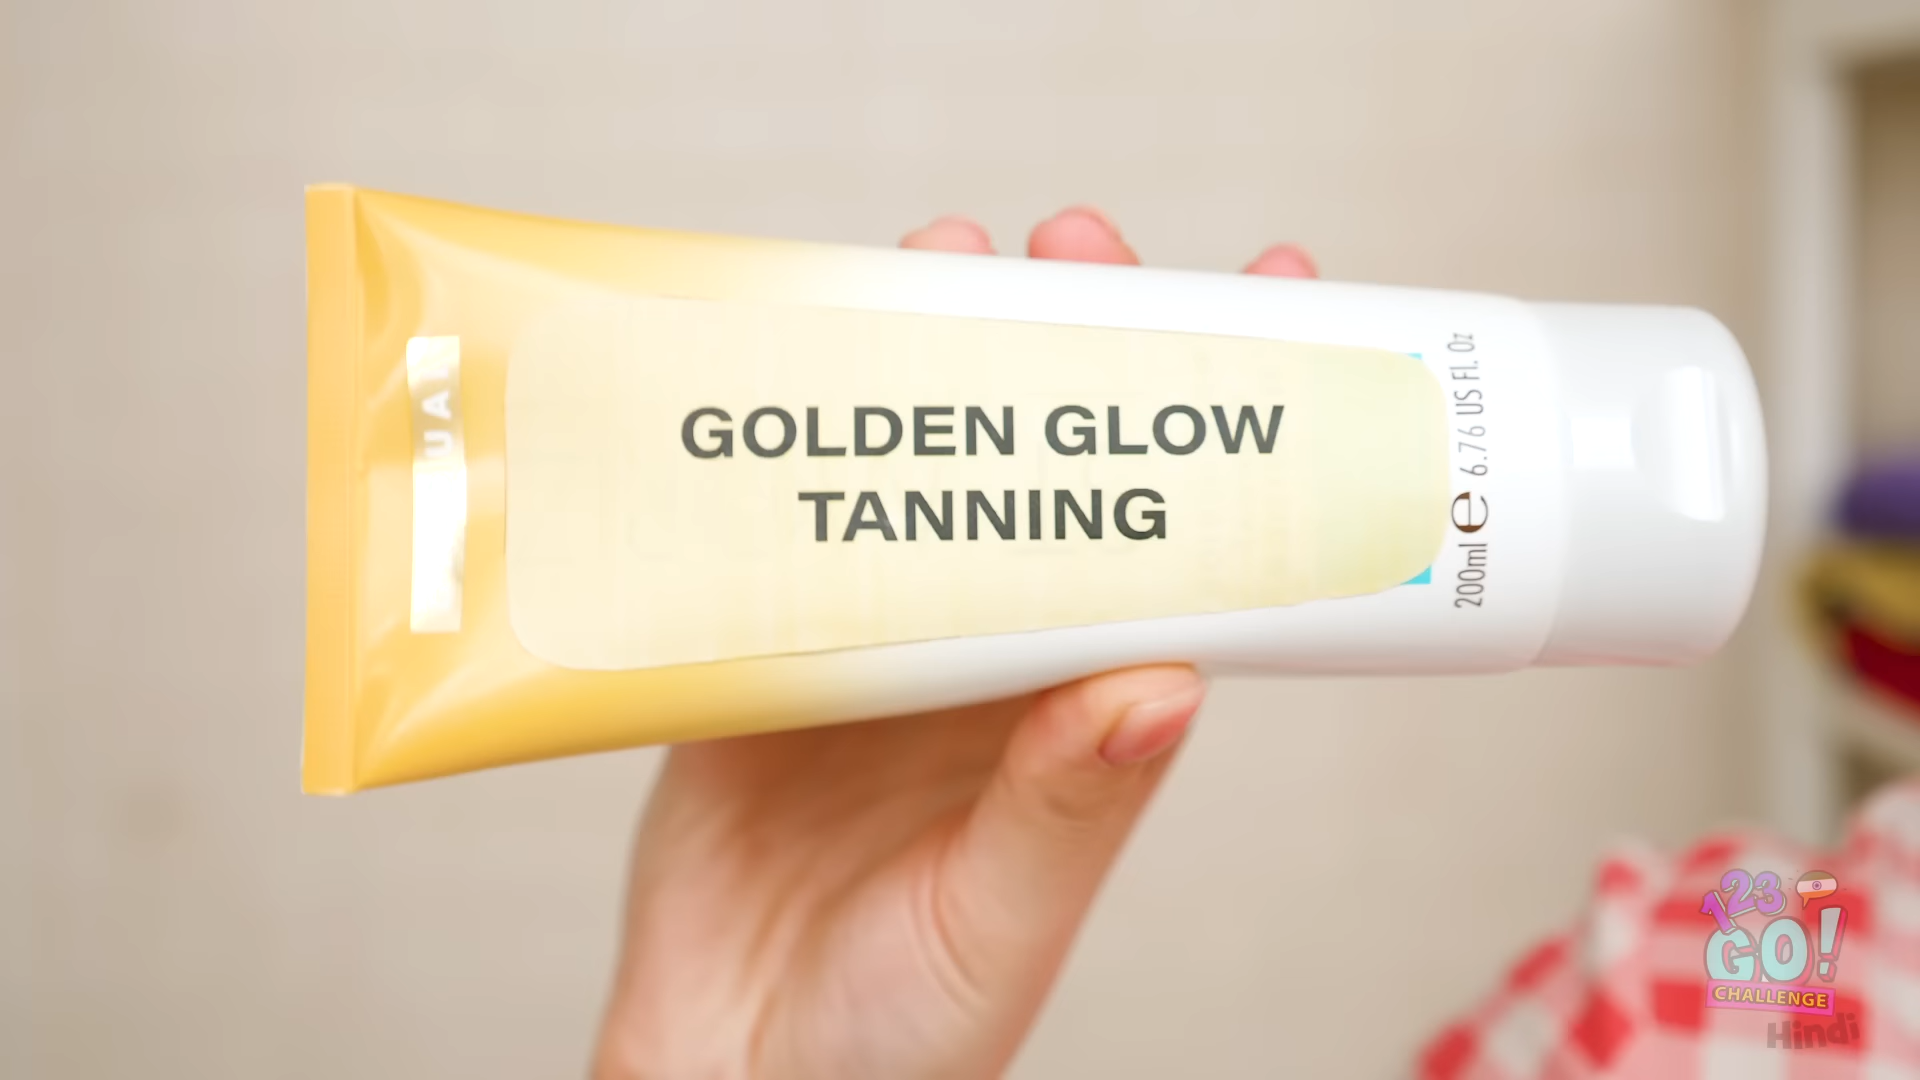 GOLDEN GLOW
TANNING
200ml e 6.76 US Fl. Oz
123
GO!
CHALLENGE
Hindi